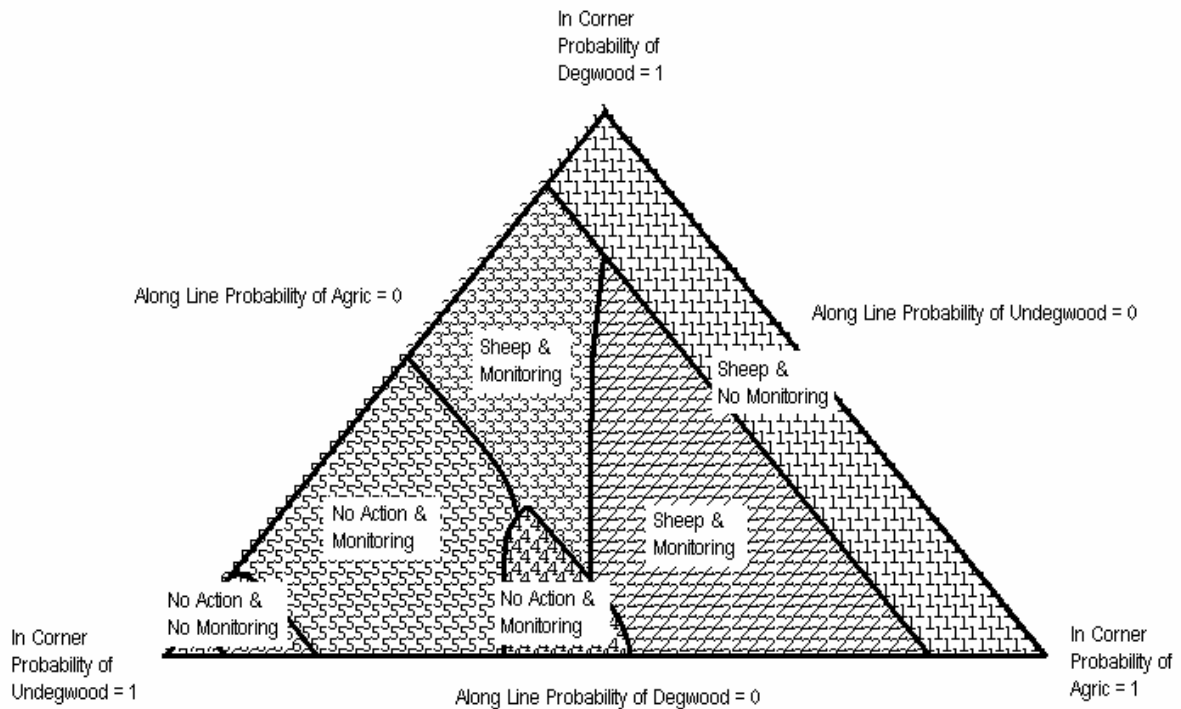 In Corner
Probability of
Degwood = 1
Along Line Probability of Agric = 0
Along Line Probability of Undegwood = 0
Sheep &
Monitoring
Sheep &
No Monitoring
No Action &
Monitoring
Sheep &
Monitoring
No Action &
No Monitoring
No Action &
Monitoring
In Corner
Probability of
Undegwood = 1
In Corner
Probability of
Agric = 1
Along Line Probability of Degwood = 0